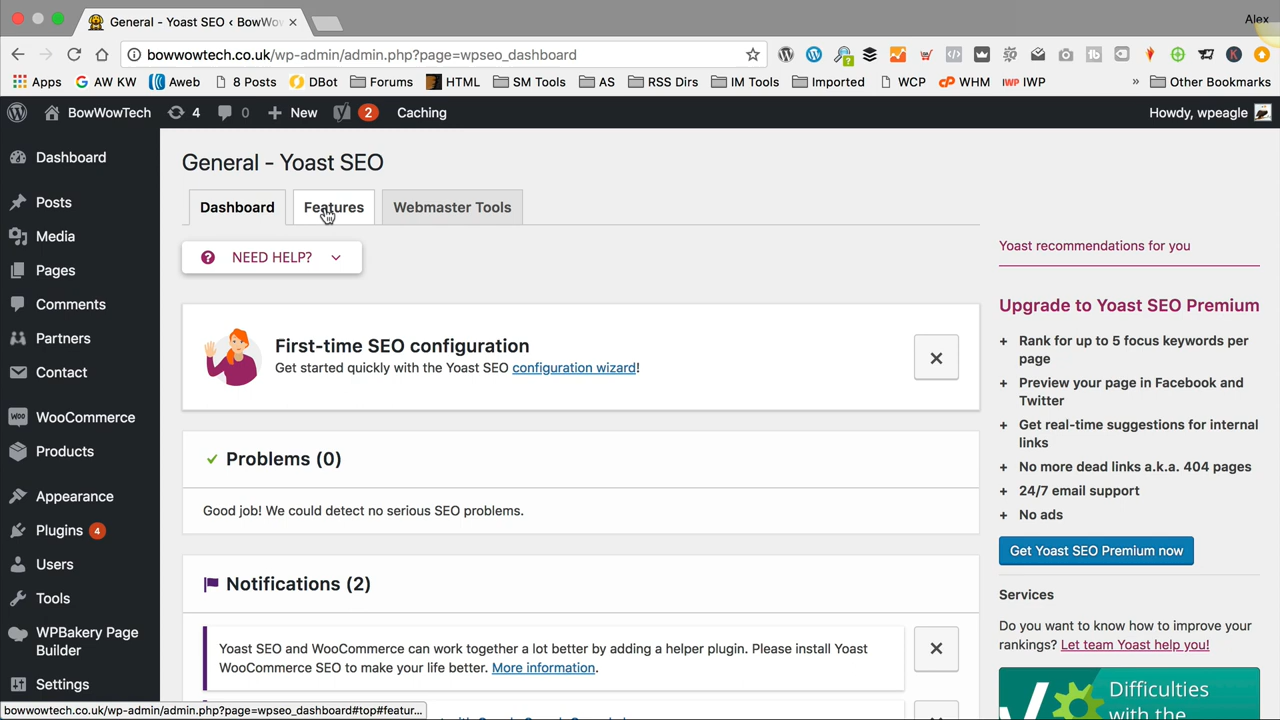 General - Yoast SEO ‹ BowWow
Alex
bowwowtech.co.uk/wp-admin/admin.php?page=wpseo_dashboard
Apps AW KW Aweb 8 Posts DBot Forums HTML SM Tools AS RSS Dirs IM Tools Imported WCP WHM IWP » Other Bookmarks
BowWowTech 4 0 New 2 Caching Howdy, wpeagle
Dashboard
Posts
Media
Pages
Comments
Partners
Contact
WooCommerce
Products
Appearance
Plugins 4
Users
Tools
WPBakery Page
Builder
Settings
General - Yoast SEO
Dashboard Features Webmaster Tools
NEED HELP?
First-time SEO configuration
Get started quickly with the Yoast SEO configuration wizard!
Problems (0)
Good job! We could detect no serious SEO problems.
Notifications (2)
Yoast SEO and WooCommerce can work together a lot better by adding a helper plugin. Please install Yoast
WooCommerce SEO to make your life better. More information.
Yoast recommendations for you
Upgrade to Yoast SEO Premium
+ Rank for up to 5 focus keywords per
page
+ Preview your page in Facebook and
Twitter
+ Get real-time suggestions for internal
links
+ No more dead links a.k.a. 404 pages
+ 24/7 email support
+ No ads
Get Yoast SEO Premium now
Services
Do you want to know how to improve your
rankings? Let team Yoast help you!
Difficulties
with the
bowwowtech.co.uk/wp-admin/admin.php?page=wpseo_dashboard#top#featur...